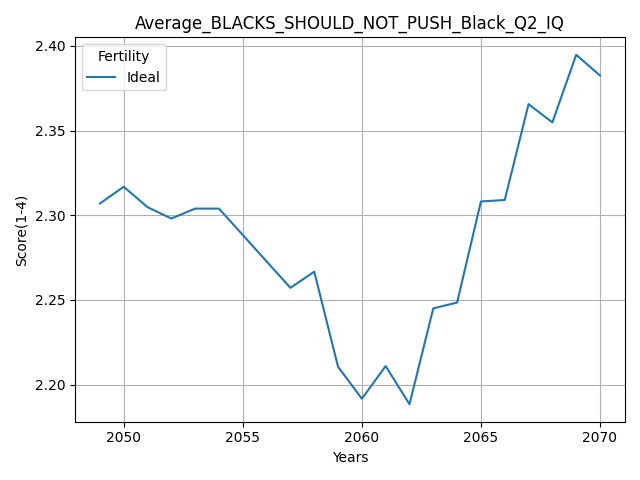 Average_BLACKS_SHOULD_NOT_PUSH_Black_Q2_IQ
Fertility
Ideal
Score(1-4)
2.40
2.35
2.30
2.25
2.20
2050
2055
2060
2065
2070
Years